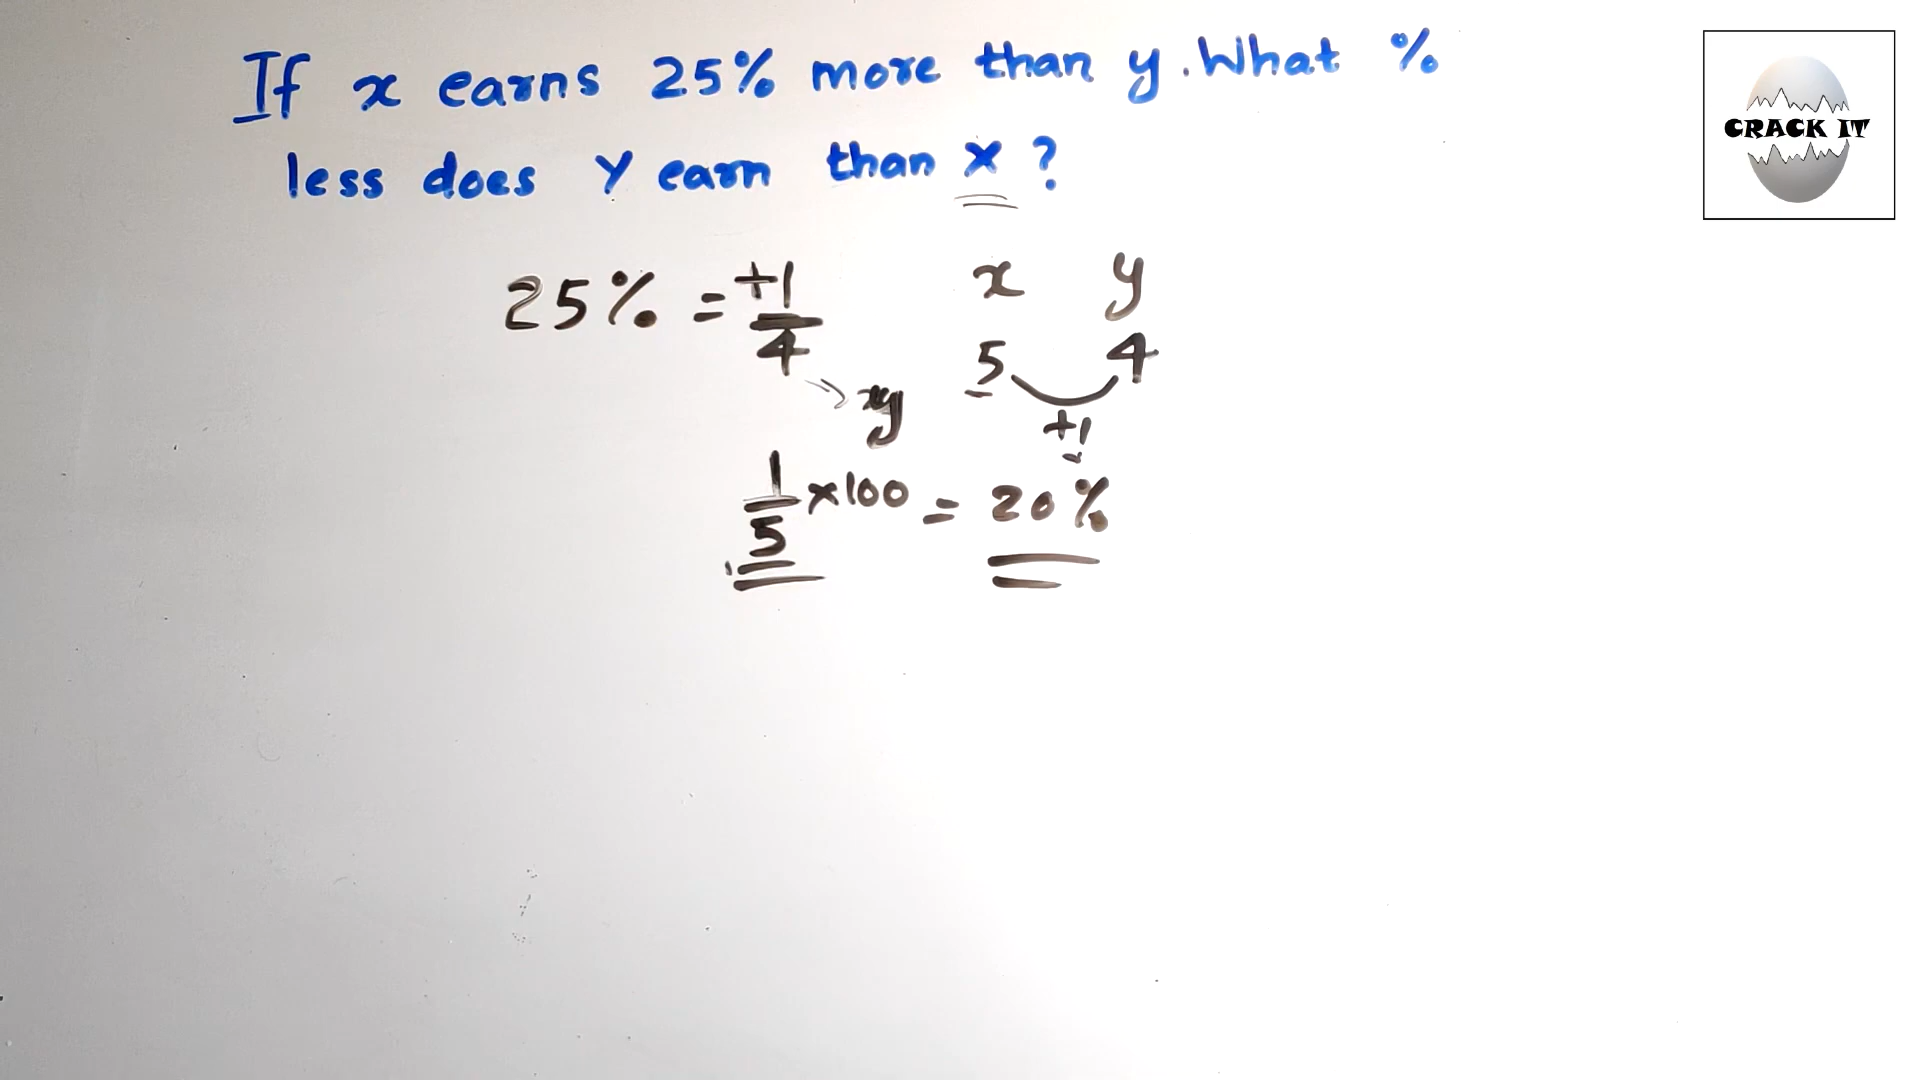 If x earns 25% more than y. What %
less does Y earn than x ?
CRACK IT
25% = +1/4
x y
5 4
y
+1
1/5 x100 = 20%